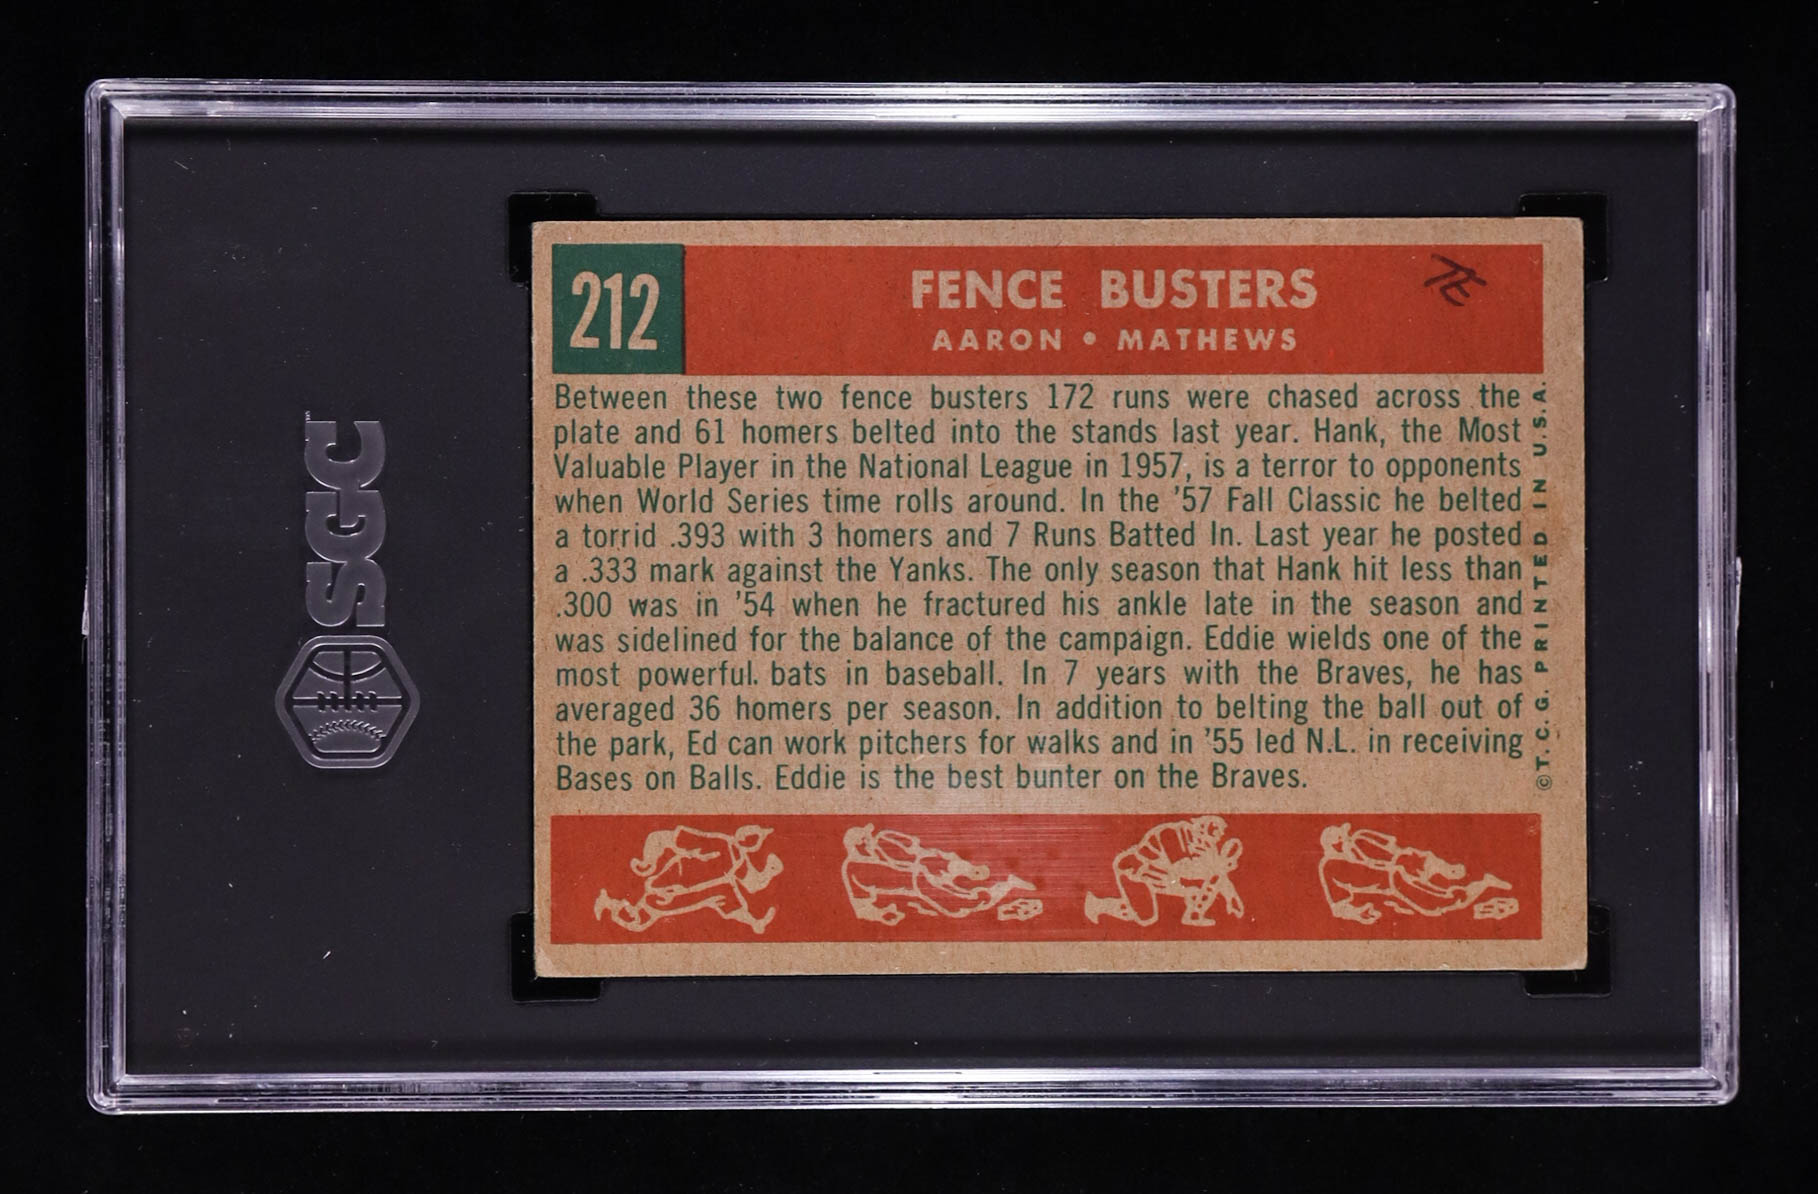 SGC
212
FENCE BUSTERS
TE
AARON • MATHEWS
Between these two fence busters 172 runs were chased across the
plate and 61 homers belted into the stands last year. Hank, the Most
Valuable Player in the National League in 1957, is a terror to opponents
when World Series time rolls around. In the '57 Fall Classic he belted
a torrid .393 with 3 homers and 7 Runs Batted In. Last year he posted
a .333 mark against the Yanks. The only season that Hank hit less than
.300 was in '54 when he fractured his ankle late in the season and
was sidelined for the balance of the campaign. Eddie wields one of the
most powerful. bats in baseball. In 7 years with the Braves, he has
averaged 36 homers per season. In addition to belting the ball out of
the park, Ed can work pitchers for walks and in '55 led N.L. in receiving
Bases on Balls. Eddie is the best bunter on the Braves.
©T.C.G. PRINTED IN U.S.A.